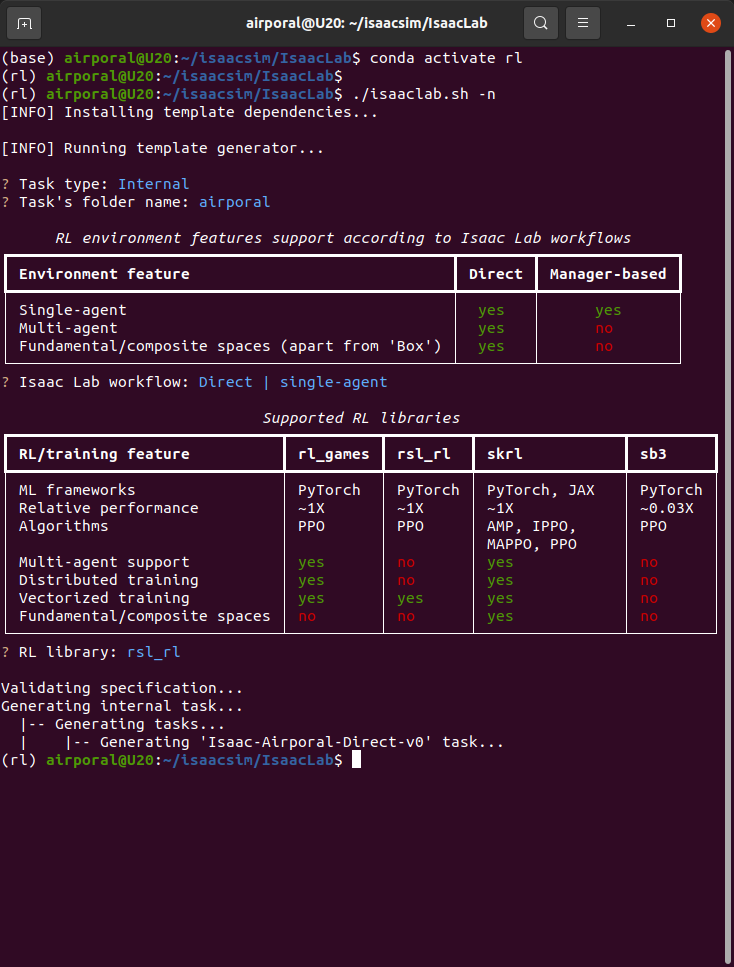 airporal@U20: ~/isaacsim/IsaacLab
(base) airporal@U20:~/isaacsim/IsaacLab$ conda activate rl
(rl) airporal@U20:~/isaacsim/IsaacLab$
(rl) airporal@U20:~/isaacsim/IsaacLab$ ./isaaclab.sh -n
[INFO] Installing template dependencies...
[INFO] Running template generator...
? Task type: Internal
? Task's folder name: airporal
RL environment features support according to Isaac Lab workflows
Environment feature Direct Manager-based
Single-agent yes yes
Multi-agent yes no
Fundamental/composite spaces (apart from 'Box') yes no
? Isaac Lab workflow: Direct | single-agent
Supported RL libraries
RL/training feature rl_games rsl_rl skrl sb3
ML frameworks PyTorch PyTorch PyTorch, JAX PyTorch
Relative performance ~1X ~1X ~1X ~0.03X
Algorithms PPO PPO AMP, IPPO, PPO
MAPPO, PPO
Multi-agent support yes no yes no
Distributed training yes no yes no
Vectorized training yes yes yes no
Fundamental/composite spaces no no yes no
? RL library: rsl_rl
Validating specification...
Generating internal task...
|-- Generating tasks...
| |-- Generating 'Isaac-Airporal-Direct-v0' task...
(rl) airporal@U20:~/isaacsim/IsaacLab$